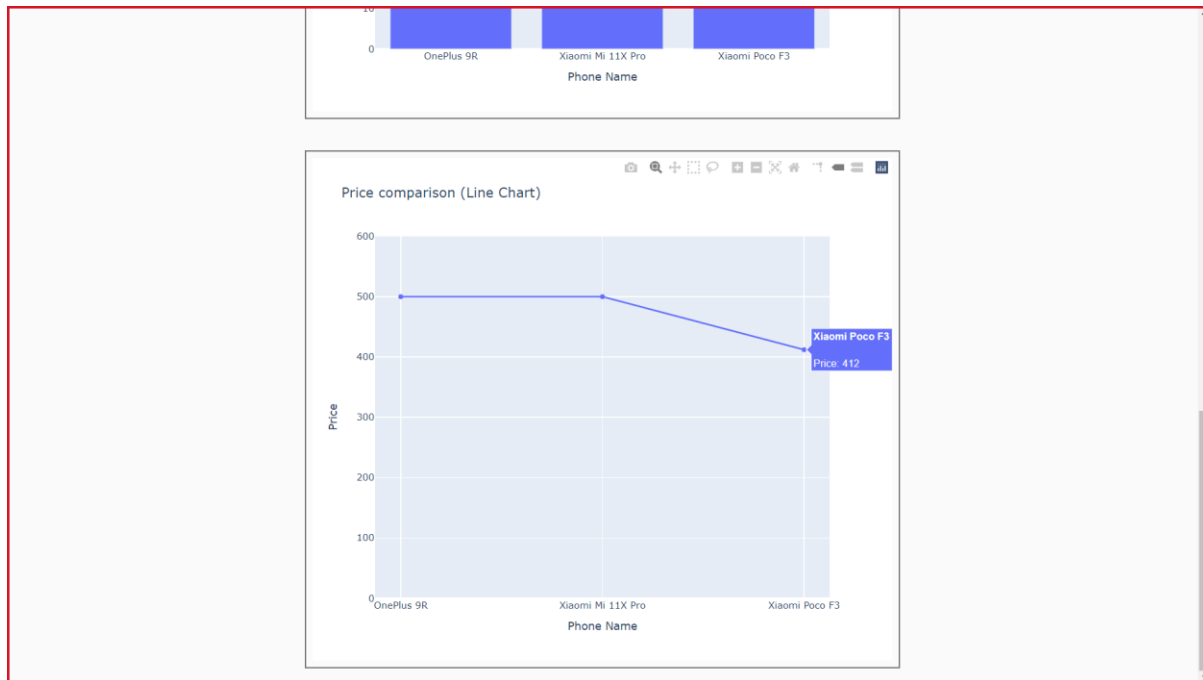 10
0
OnePlus 9R Xiaomi Mi 11X Pro Xiaomi Poco F3
Phone Name
Price comparison (Line Chart)
600
500
Xiaomi Poco F3
400
Price: 412
Price
300
200
100
0
OnePlus 9R Xiaomi Mi 11X Pro Xiaomi Poco F3
Phone Name